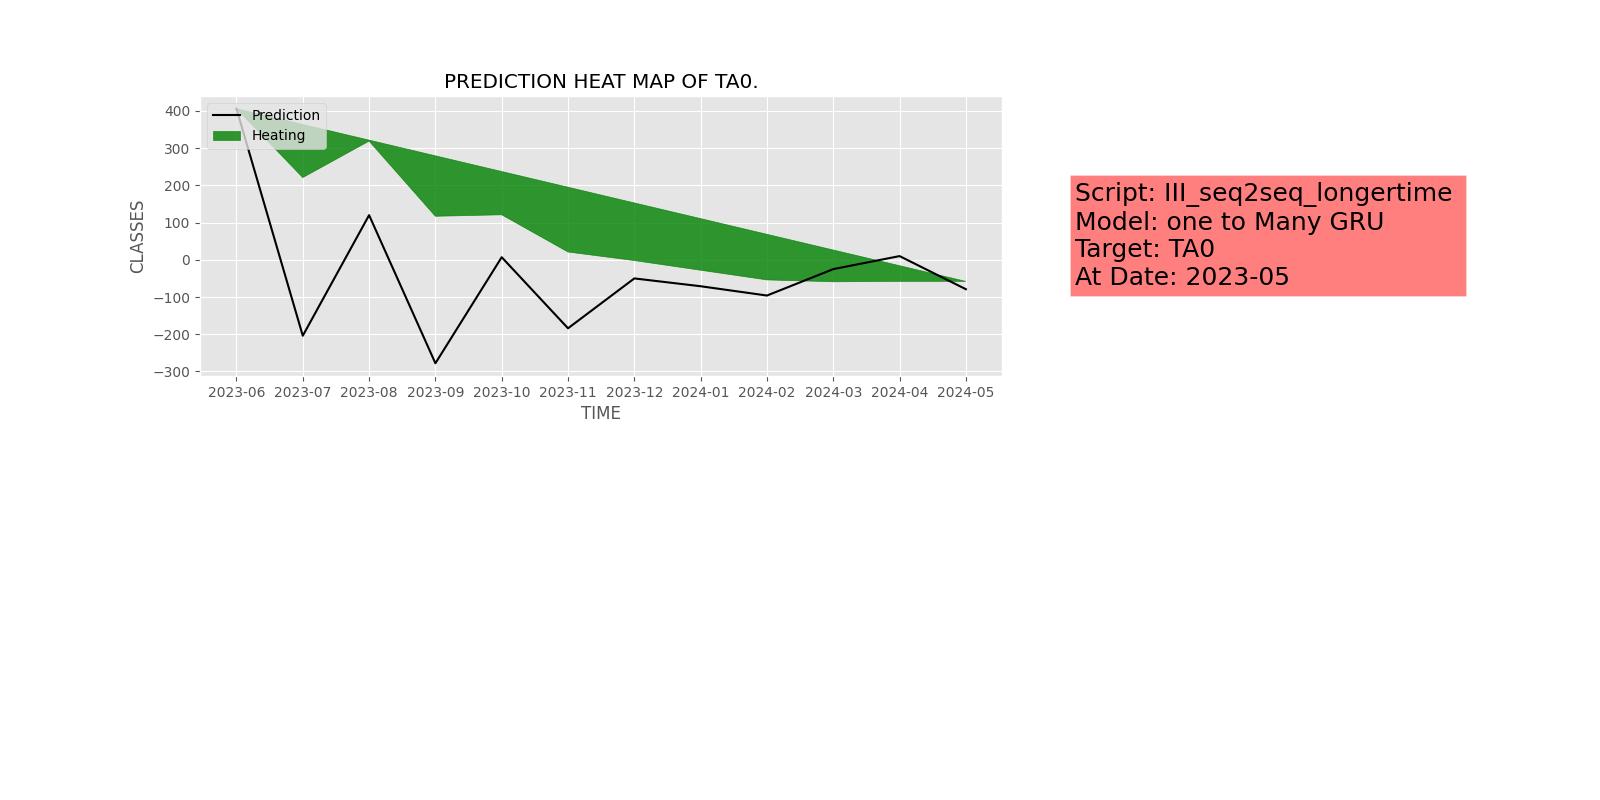 PREDICTION HEAT MAP OF TA0.
Prediction
Heating
400
300
200
100
0
−100
−200
−300
CLASSES
2023-06 2023-07 2023-08 2023-09 2023-10 2023-11 2023-12 2024-01 2024-02 2024-03 2024-04 2024-05
TIME
Script: III_seq2seq_longertime
Model: one to Many GRU
Target: TA0
At Date: 2023-05